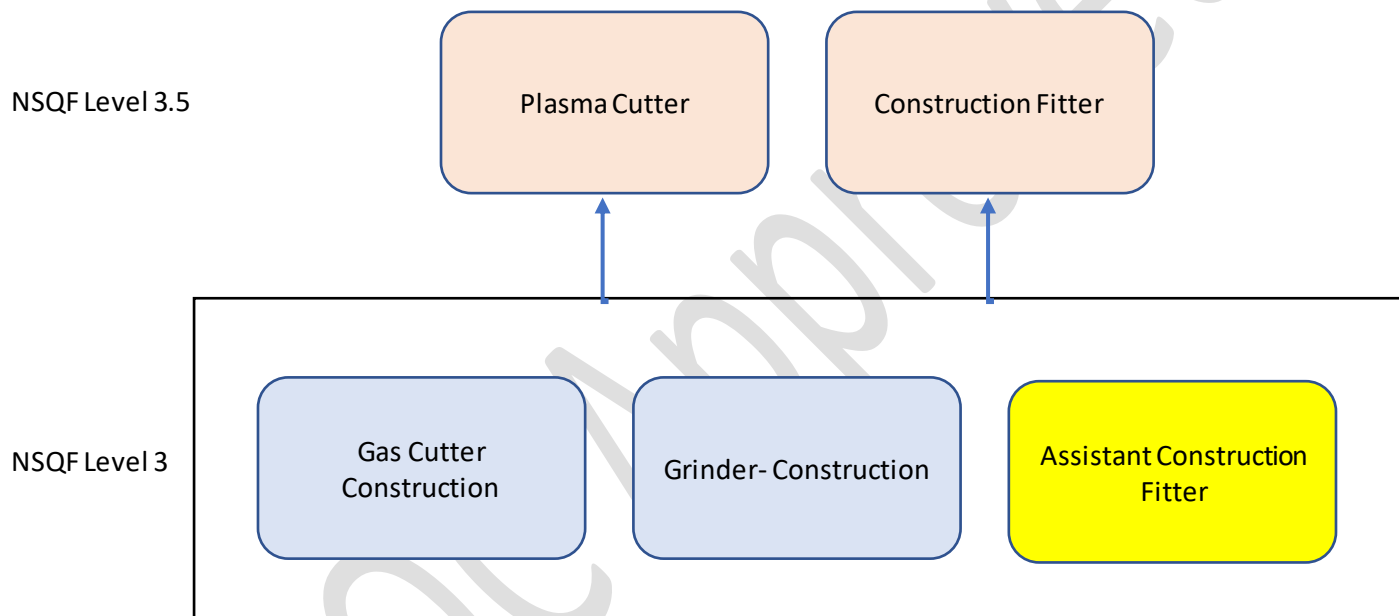 NSQF Level 3.5
Plasma Cutter
Construction Fitter
NSQF Level 3
Gas Cutter
Construction
Grinder- Construction
Assistant Construction
Fitter